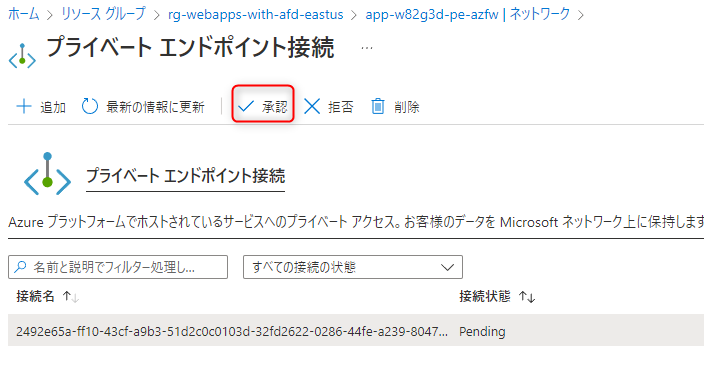 ホーム > リソース グループ > rg-webapps-with-afd-eastus > app-w82g3d-pe-azfw | ネットワーク >
プライベート エンドポイント接続 ...
追加 最新の情報に更新 承認 拒否 削除
プライベート エンドポイント接続
Azure プラットフォームでホストされているサービスへのプライベート アクセス。お客様のデータを Microsoft ネットワーク上に保持します
名前と説明でフィルター処理し... すべての接続の状態
接続名 ↑↓ 接続状態 ↑↓
2492e65a-ff10-43cf-a9b3-51d2c0c0103d-32fd2622-0286-44fe-a239-8047... Pending